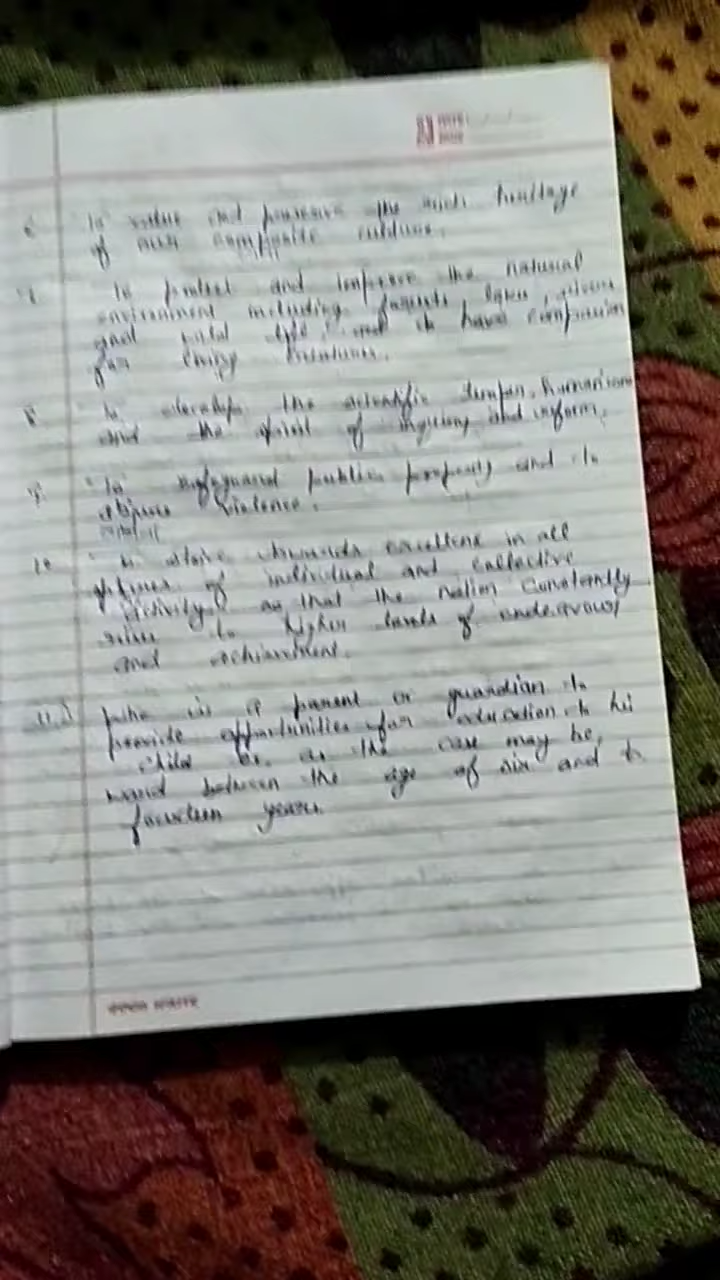 6 To value and preserve the rich heritage
of our composite culture.
7 To protect and improve the natural
environment including forests lakes, rivers
and wild life, and to have compassion
for living creatures.
8 To develop the scientific temper, humanism
and the spirit of inquiry and reform.
9. To safeguard public property and to
abjure violence.
10 To strive towards excellence in all
spheres of individual and collective
activity so that the nation constantly
rises to higher levels of endeavour
and achievement.
11) who is a parent or guardian to
provide opportunities for education to his
child or as the case may be,
ward between the age of six and to
fourteen years.